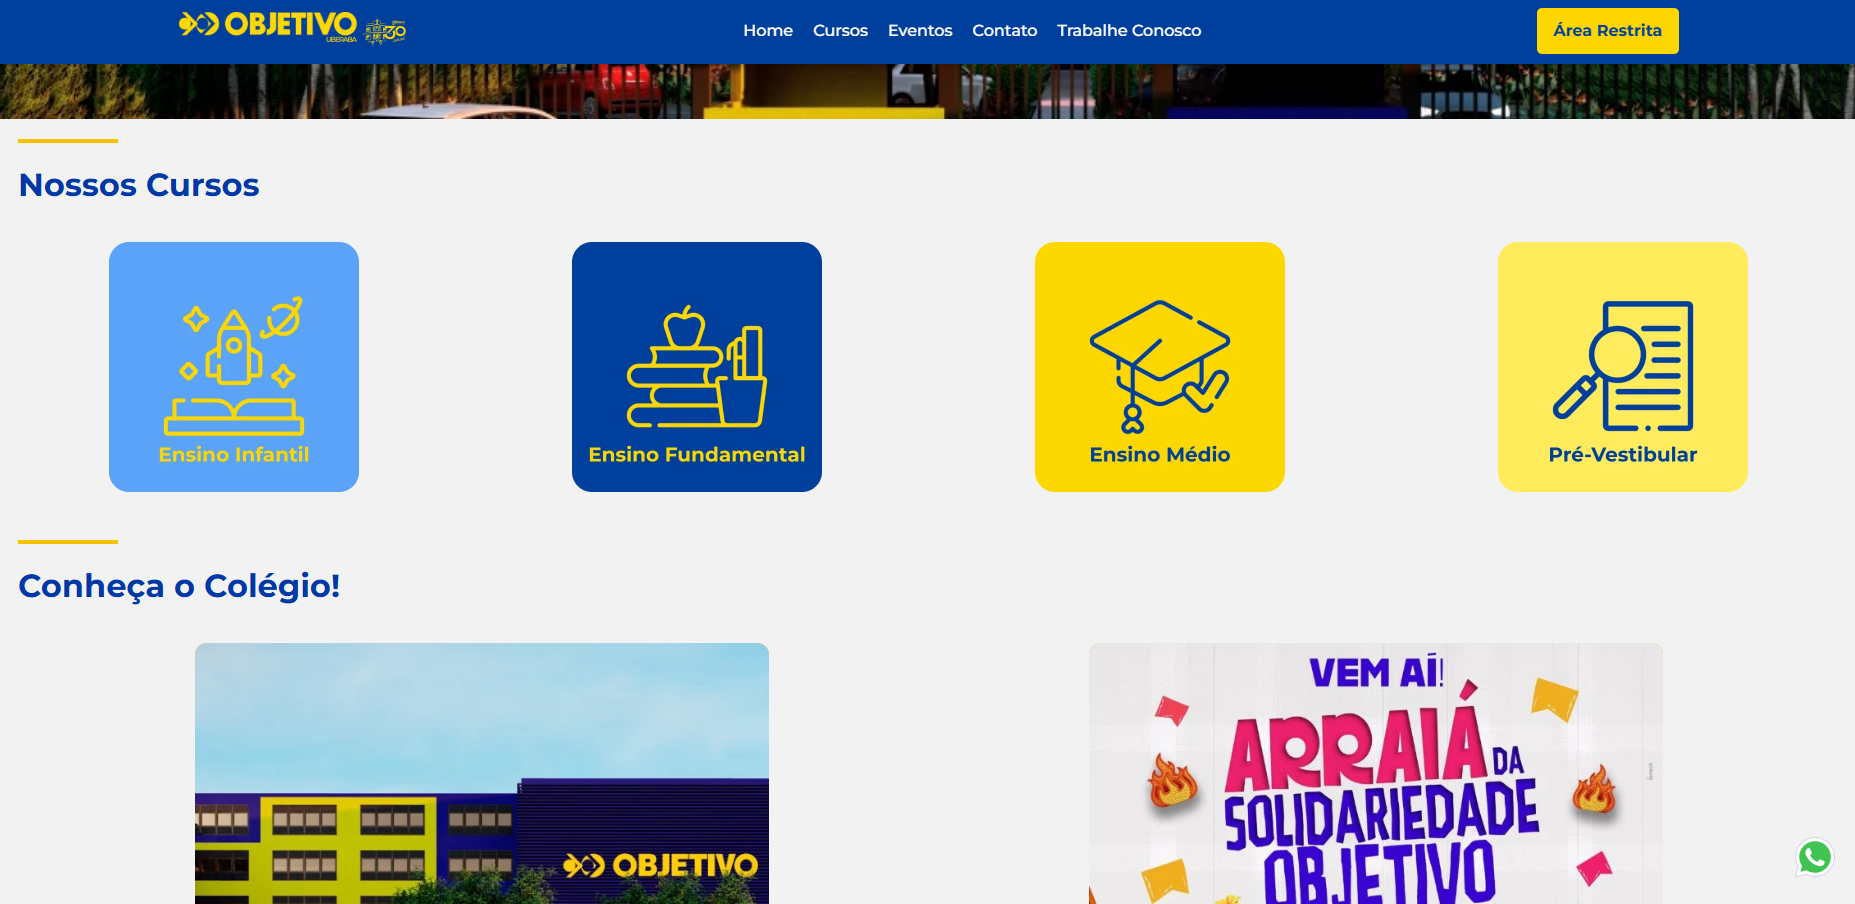 OBJETIVO
UBERABA
30
Home Cursos Eventos Contato Trabalhe Conosco
Área Restrita
Nossos Cursos
Ensino Infantil
Ensino Fundamental
Ensino Médio
Pré-Vestibular
Conheça o Colégio!
OBJETIVO
VEM AÍ!
ARRAIÁ DA
SOLIDARIEDADE
OBJETIVO